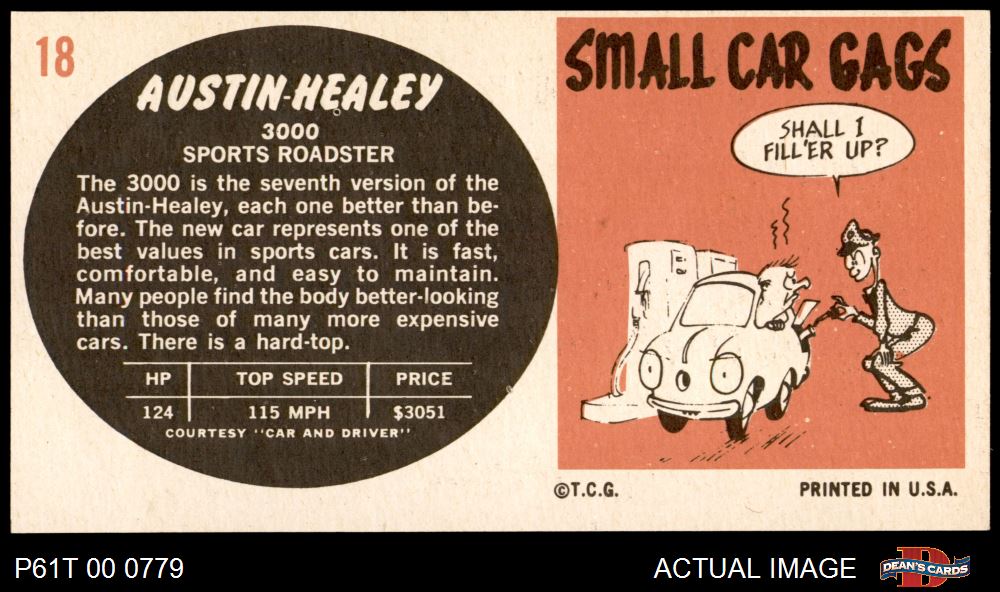 18
AUSTIN-HEALEY
3000
SPORTS ROADSTER
The 3000 is the seventh version of the
Austin-Healey, each one better than be-
fore. The new car represents one of the
best values in sports cars. It is fast,
comfortable, and easy to maintain.
Many people find the body better-looking
than those of many more expensive
cars. There is a hard-top.
HP TOP SPEED PRICE
124 115 MPH $3051
COURTESY "CAR AND DRIVER"
SMALL CAR GAGS
SHALL I
FILL'ER UP?
©T.C.G. PRINTED IN U.S.A.
P61T 00 0779 ACTUAL IMAGE D DEAN'S CARDS